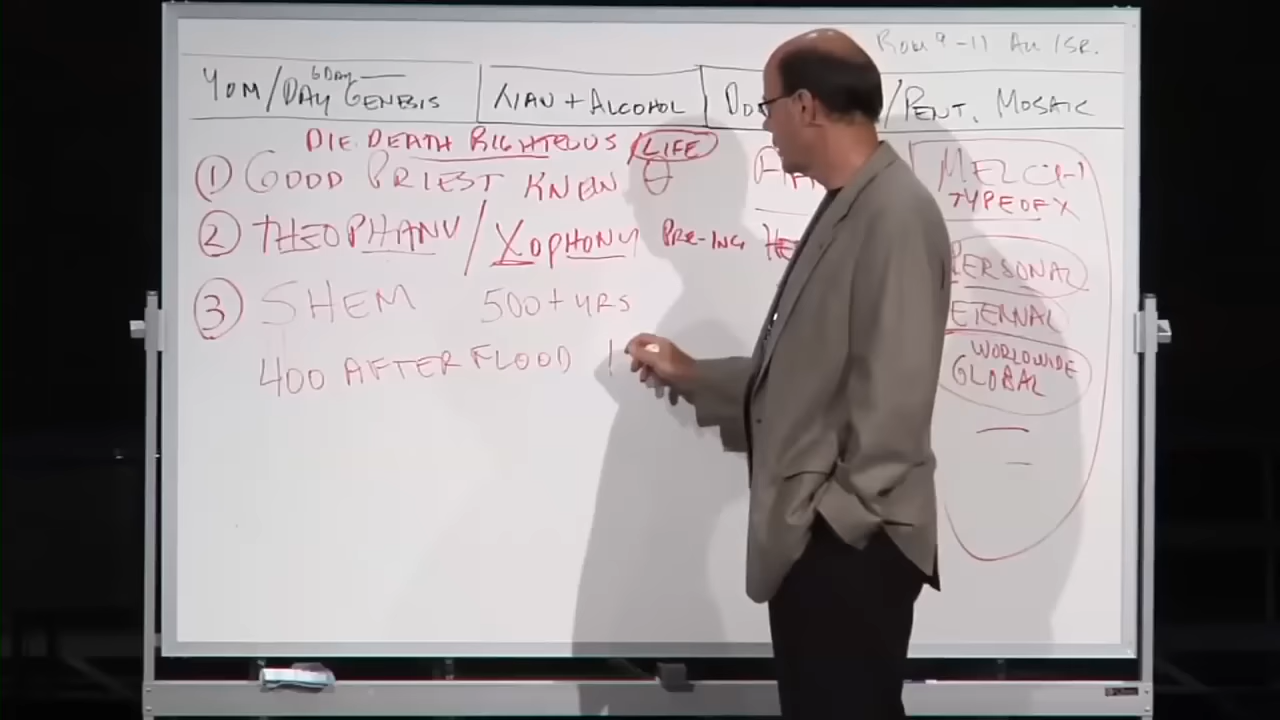 ROM 9-11 ALL ISR.
6 DAY
YOM/DAY GENESIS
XIAN + ALCOHOL
/PENT. MOSAIC
DIE DEATH RIGHTEOUS LIFE
① GOOD PRIEST KNEW θ
② THEOPHANY/XOPHONY PRE-INC
③ SHEM 500+ YRS
400 AFTER FLOOD
TYPE OF X
PERSONAL
ETERNAL
WORLDWIDE
GLOBAL